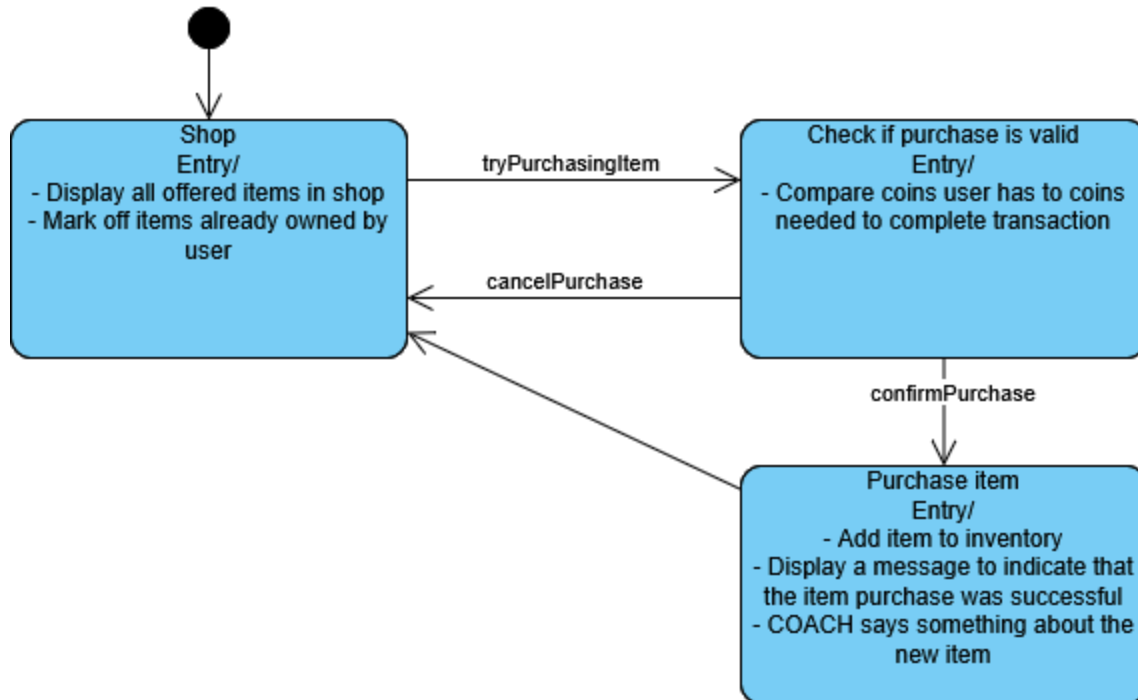 Shop
Entry/
- Display all offered items in shop
- Mark off items already owned by
user
tryPurchasingItem
cancelPurchase
Check if purchase is valid
Entry/
- Compare coins user has to coins
needed to complete transaction
confirmPurchase
Purchase item
Entry/
- Add item to inventory
- Display a message to indicate that
the item purchase was successful
- COACH says something about the
new item